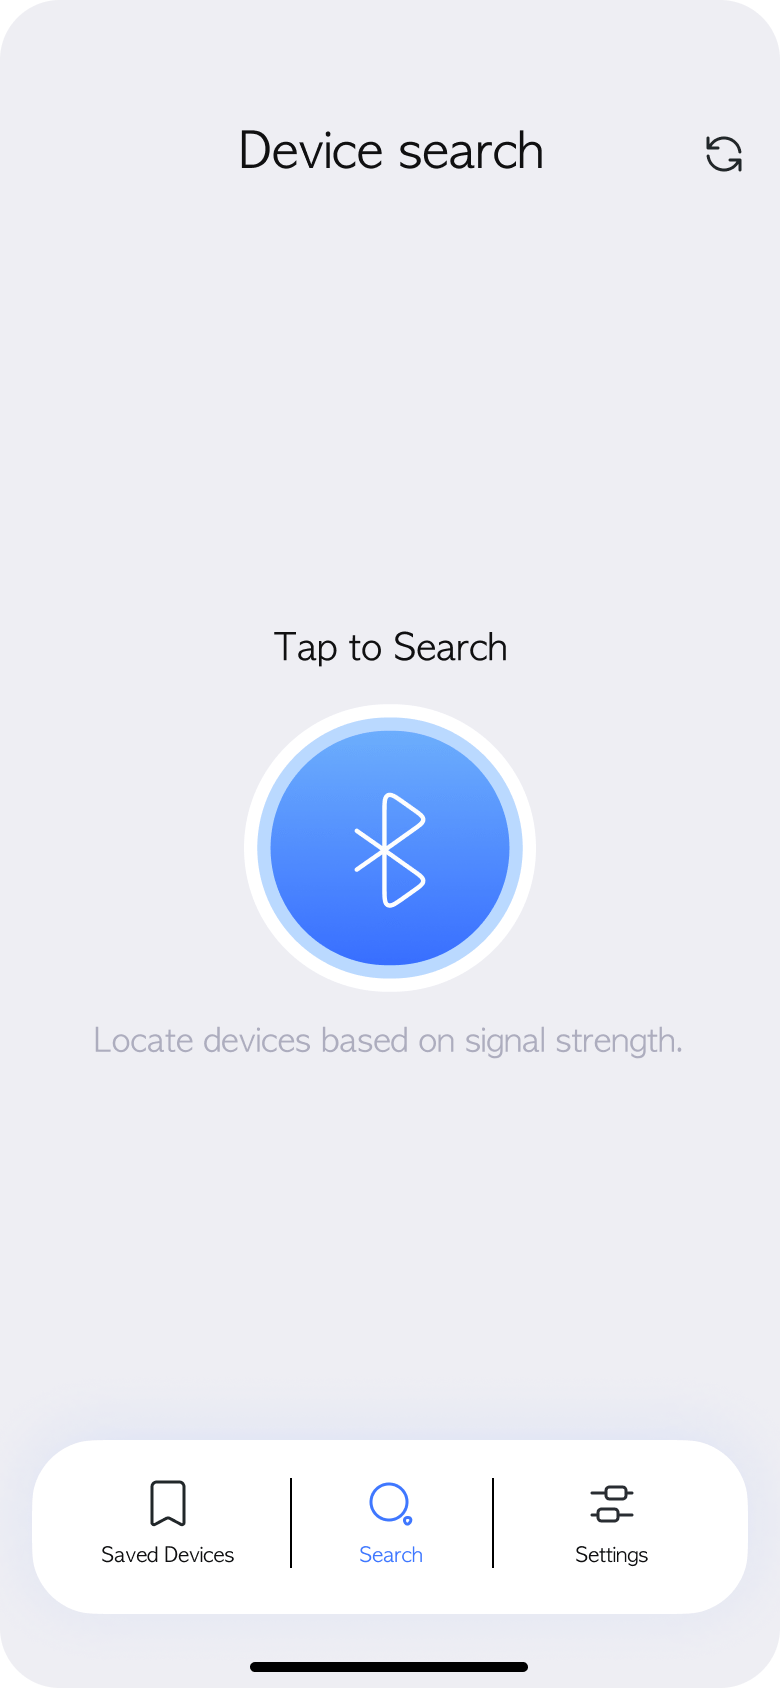 Device search
Tap to Search
Locate devices based on signal strength.
Saved Devices
Search
Settings